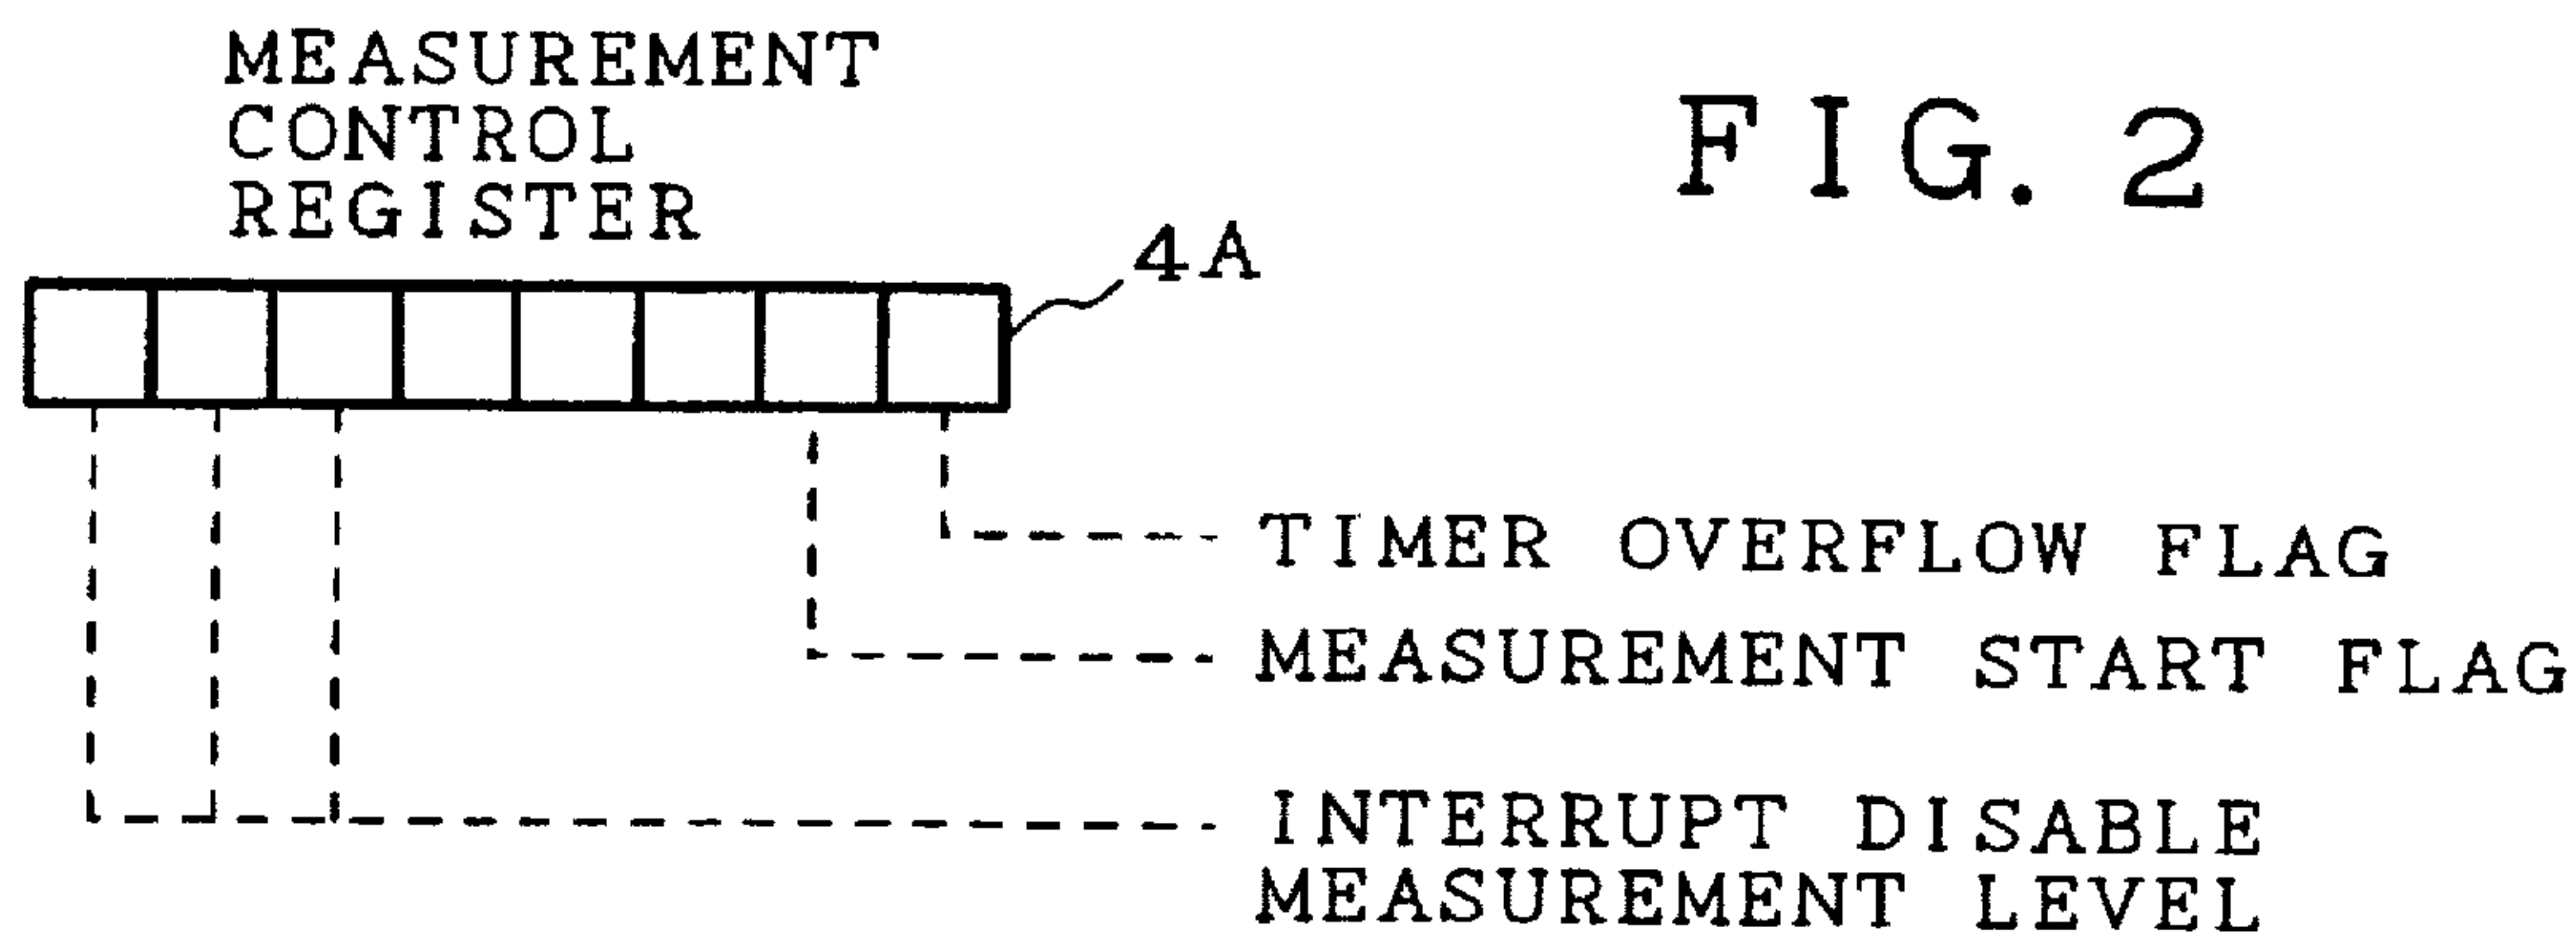 MEASUREMENT
CONTROL
REGISTER
FIG. 2
4A
TIMER OVERFLOW FLAG
MEASUREMENT START FLAG
INTERRUPT DISABLE
MEASUREMENT LEVEL